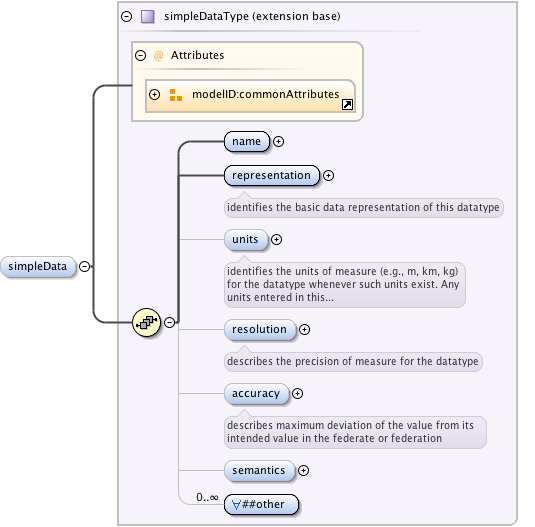 simpleDataType (extension base)
@ Attributes
modelID:commonAttributes
name
representation
identifies the basic data representation of this datatype
units
simpleData
identifies the units of measure (e.g., m, km, kg)
for the datatype whenever such units exist. Any
units entered in this...
resolution
describes the precision of measure for the datatype
accuracy
describes maximum deviation of the value from its
intended value in the federate or federation
semantics
0..∞
∀##other